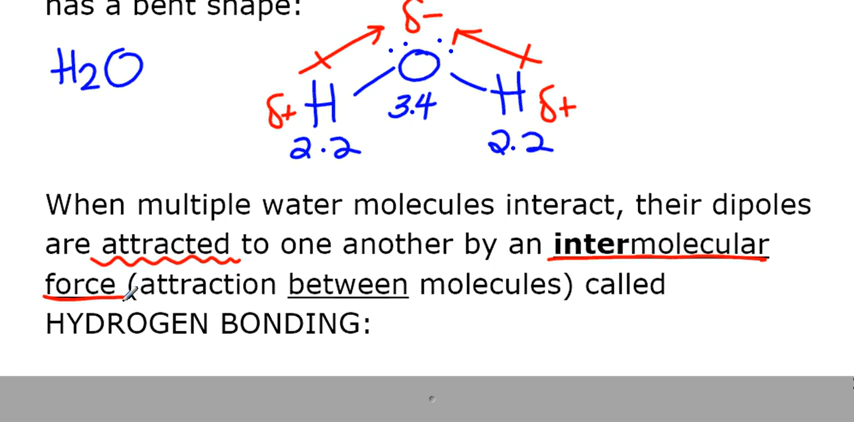 has a bent shape:
δ-
H2O
δ+ H O H δ+
3.4
2.2 2.2
When multiple water molecules interact, their dipoles
are attracted to one another by an intermolecular
force (attraction between molecules) called
HYDROGEN BONDING: